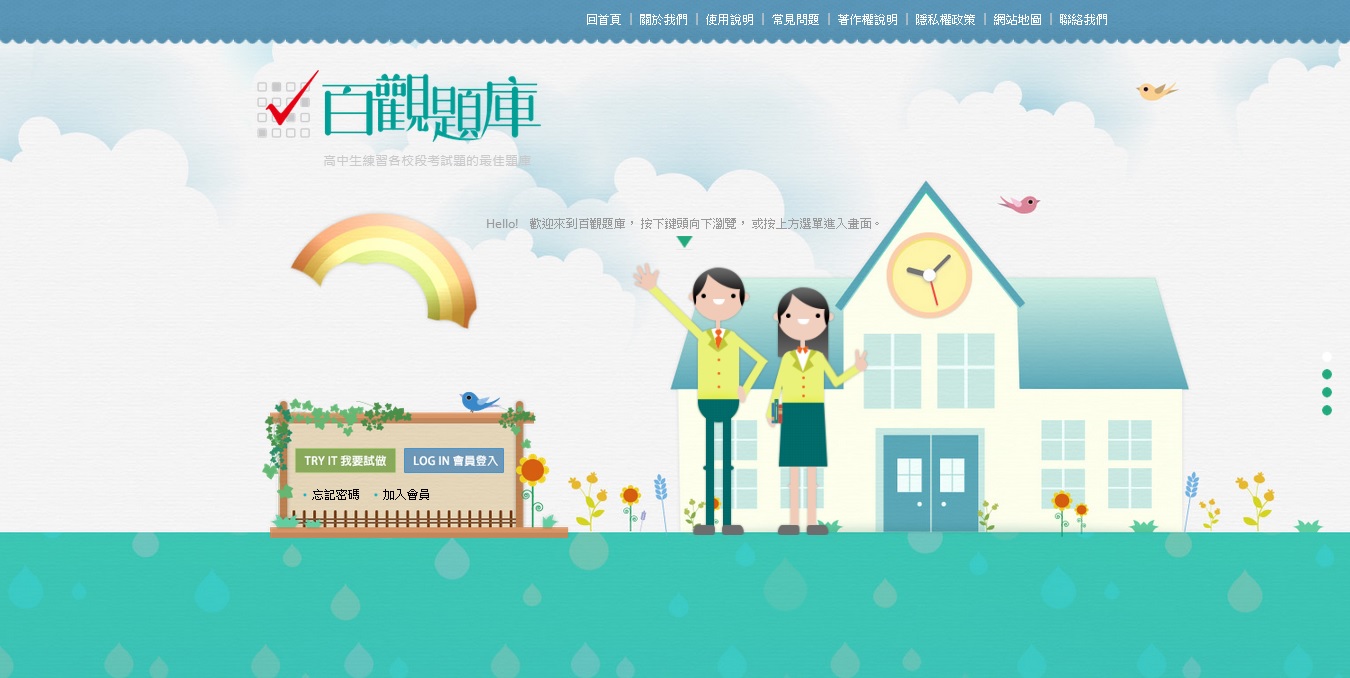 回首頁 | 關於我們 | 使用說明 | 常見問題 | 著作權說明 | 隱私權政策 | 網站地圖 | 聯絡我們
百觀題庫
高中生練習各校段考試題的最佳題庫
Hello! 歡迎來到百觀題庫，按下鍵頭向下瀏覽，或按上方選單進入畫面。
TRY IT 我要試做 LOG IN 會員登入
忘記密碼 加入會員